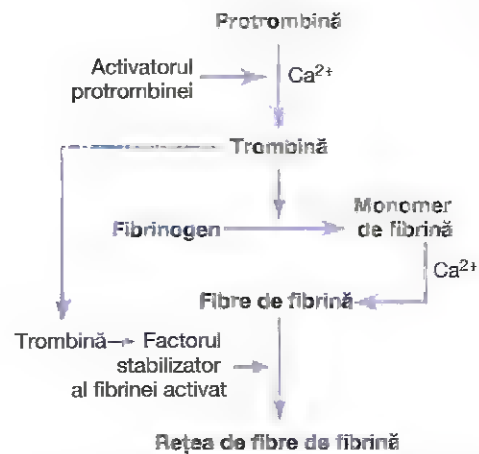 Protrombină
Activatorul
protrombinei
Ca²⁺
Trombină
Fibrinogen
Monomer
de fibrină
Ca²⁺
Fibre de fibrină
Trombină → Factorul
stabilizator
al fibrinei activat
Rețea de fibre de fibrină